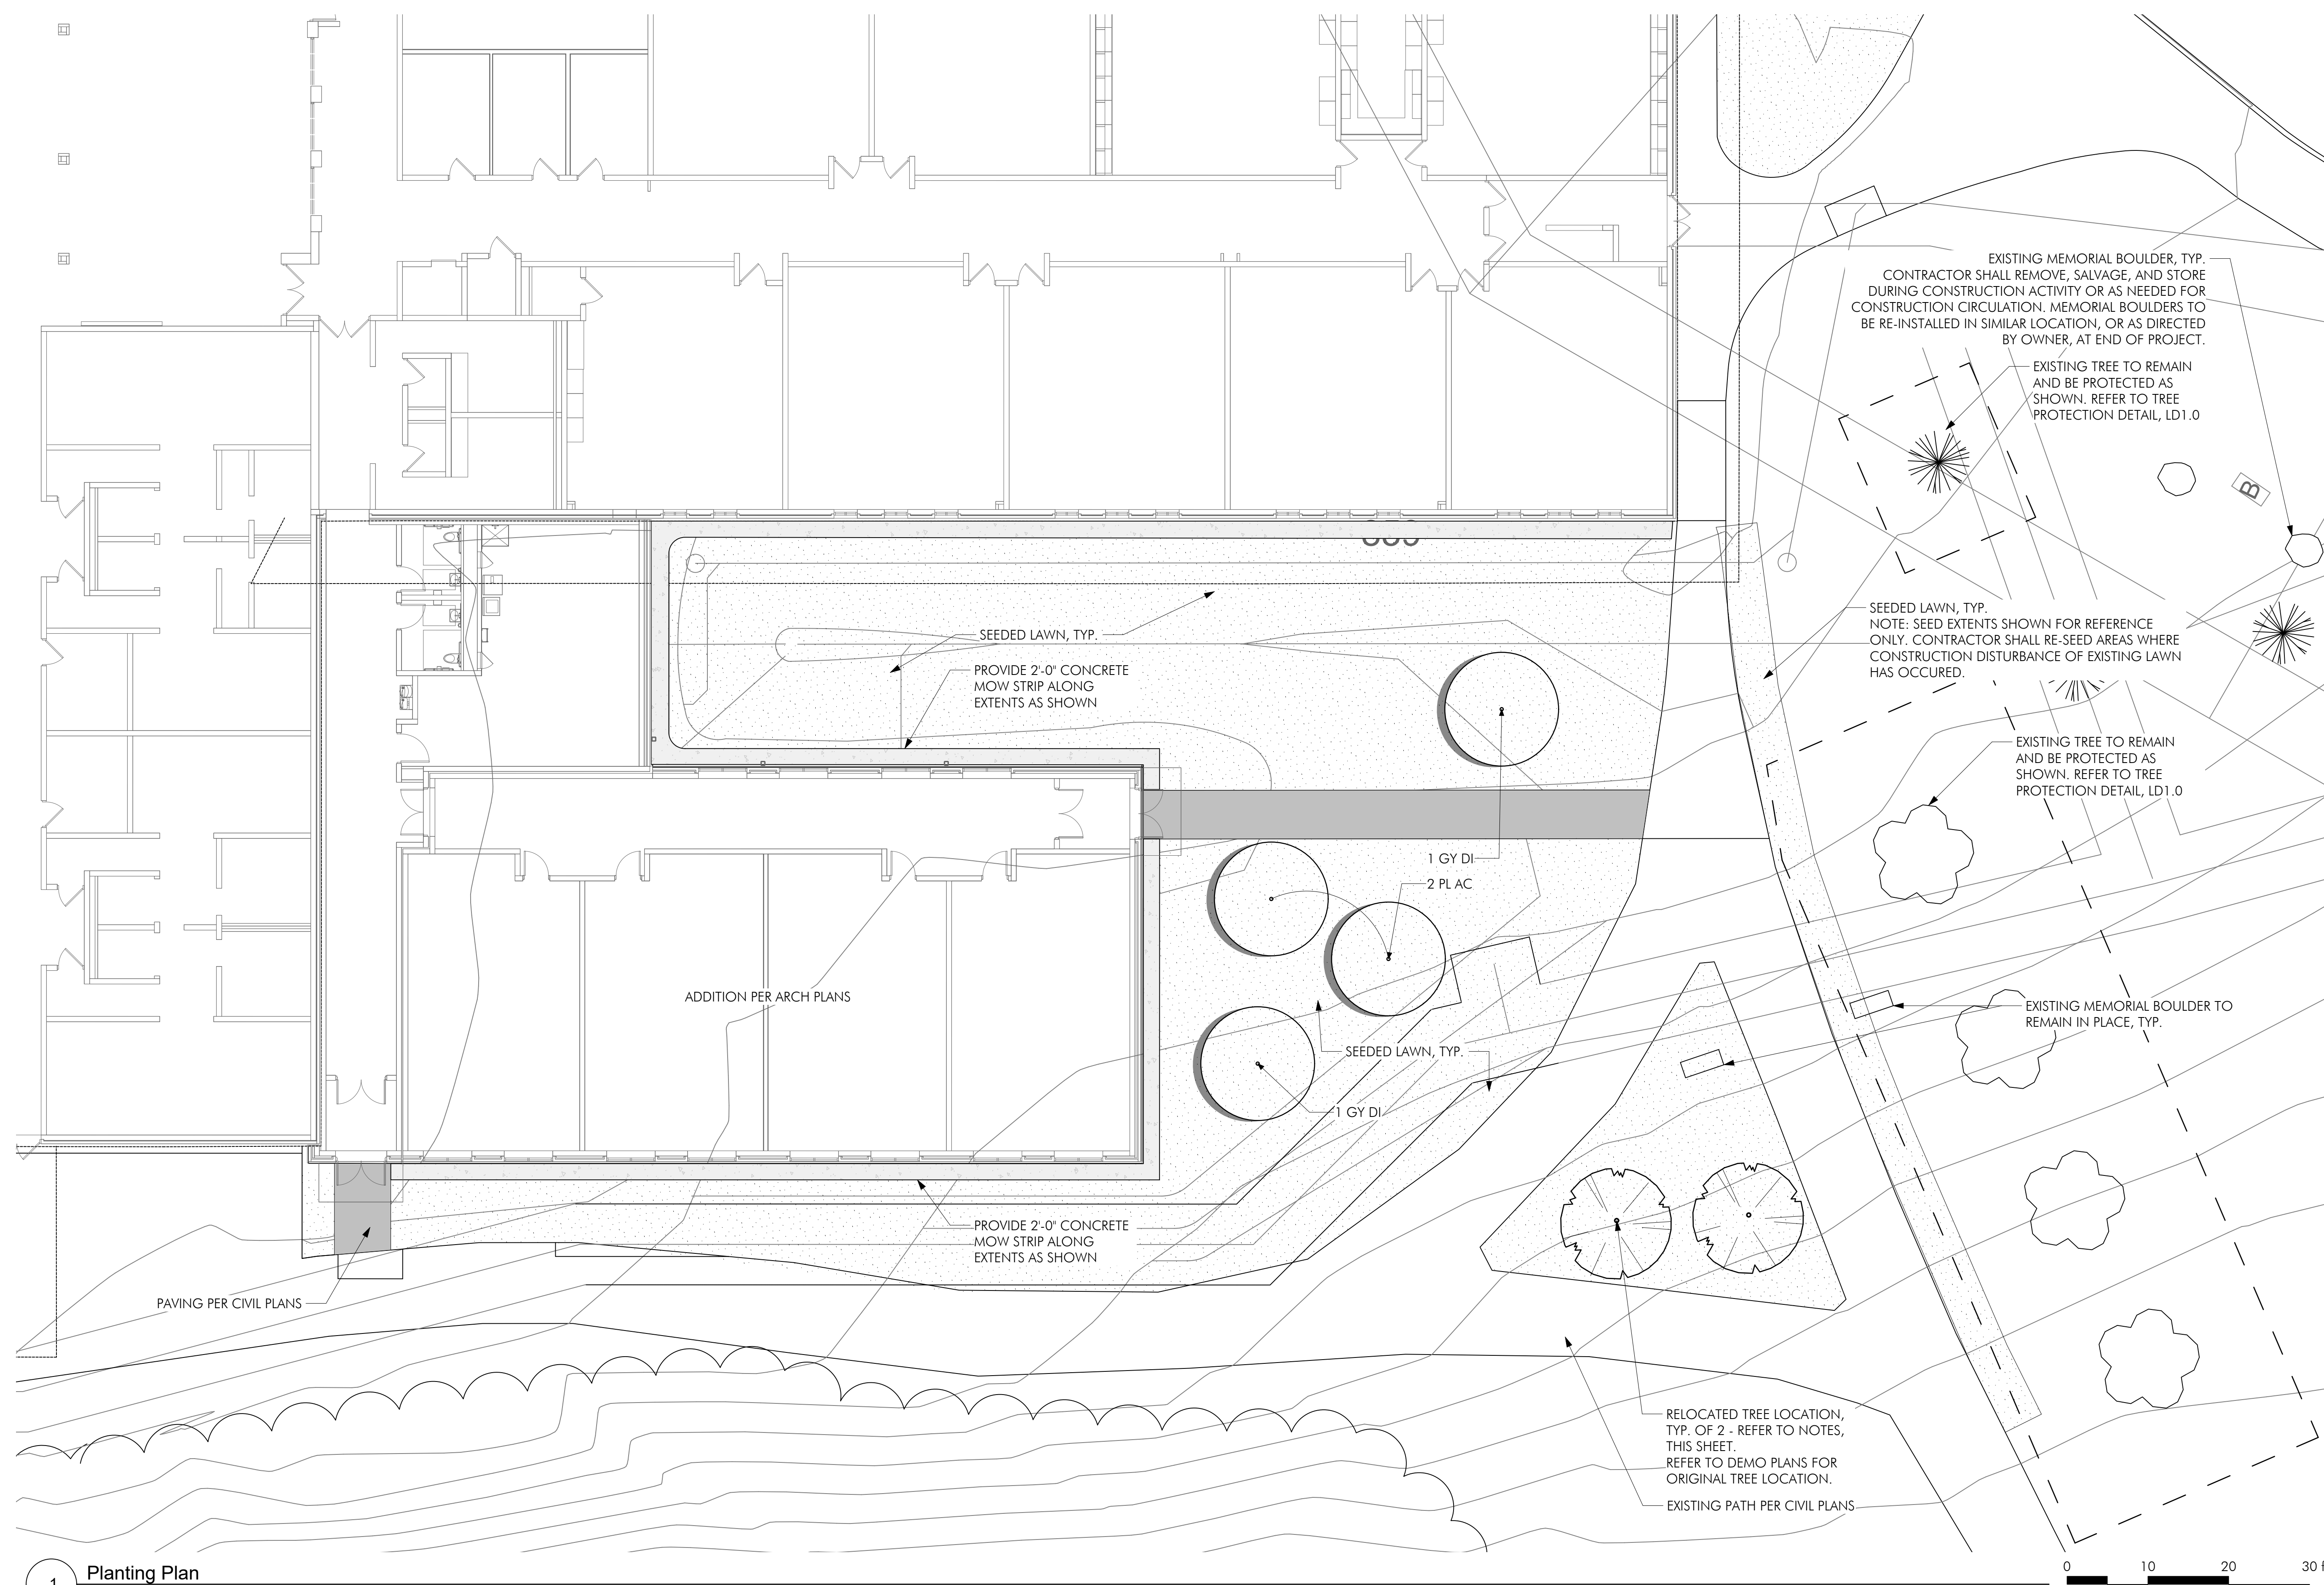 EXISTING MEMORIAL BOULDER, TYP.
CONTRACTOR SHALL REMOVE, SALVAGE, AND STORE
DURING CONSTRUCTION ACTIVITY OR AS NEEDED FOR
CONSTRUCTION CIRCULATION. MEMORIAL BOULDERS TO
BE RE-INSTALLED IN SIMILAR LOCATION, OR AS DIRECTED
BY OWNER, AT END OF PROJECT.
EXISTING TREE TO REMAIN
AND BE PROTECTED AS
SHOWN. REFER TO TREE
PROTECTION DETAIL, LD1.0
B
SEEDED LAWN, TYP.
NOTE: SEED EXTENTS SHOWN FOR REFERENCE
ONLY. CONTRACTOR SHALL RE-SEED AREAS WHERE
CONSTRUCTION DISTURBANCE OF EXISTING LAWN
HAS OCCURED.
SEEDED LAWN, TYP.
PROVIDE 2'-0" CONCRETE
MOW STRIP ALONG
EXTENTS AS SHOWN
EXISTING TREE TO REMAIN
AND BE PROTECTED AS
SHOWN. REFER TO TREE
PROTECTION DETAIL, LD1.0
1 GY DI
2 PL AC
ADDITION PER ARCH PLANS
EXISTING MEMORIAL BOULDER TO
REMAIN IN PLACE, TYP.
SEEDED LAWN, TYP.
1 GY DI
PROVIDE 2'-0" CONCRETE
MOW STRIP ALONG
EXTENTS AS SHOWN
PAVING PER CIVIL PLANS
RELOCATED TREE LOCATION,
TYP. OF 2 - REFER TO NOTES,
THIS SHEET.
REFER TO DEMO PLANS FOR
ORIGINAL TREE LOCATION.
EXISTING PATH PER CIVIL PLANS
1 Planting Plan
0 10 20 30